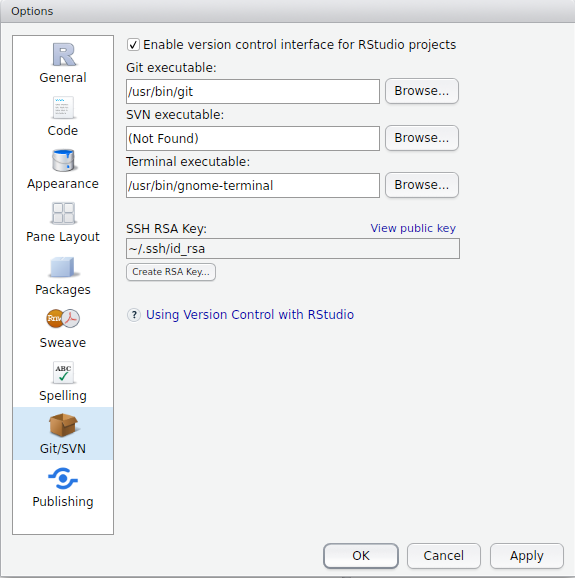 Options
R
General
Code
Appearance
Pane Layout
Packages
Rnw
Sweave
ABC
Spelling
Git/SVN
Publishing
Enable version control interface for RStudio projects
Git executable:
/usr/bin/git
Browse...
SVN executable:
(Not Found)
Browse...
Terminal executable:
/usr/bin/gnome-terminal
Browse...
SSH RSA Key:
View public key
~/.ssh/id_rsa
Create RSA Key...
? Using Version Control with RStudio
OK
Cancel
Apply